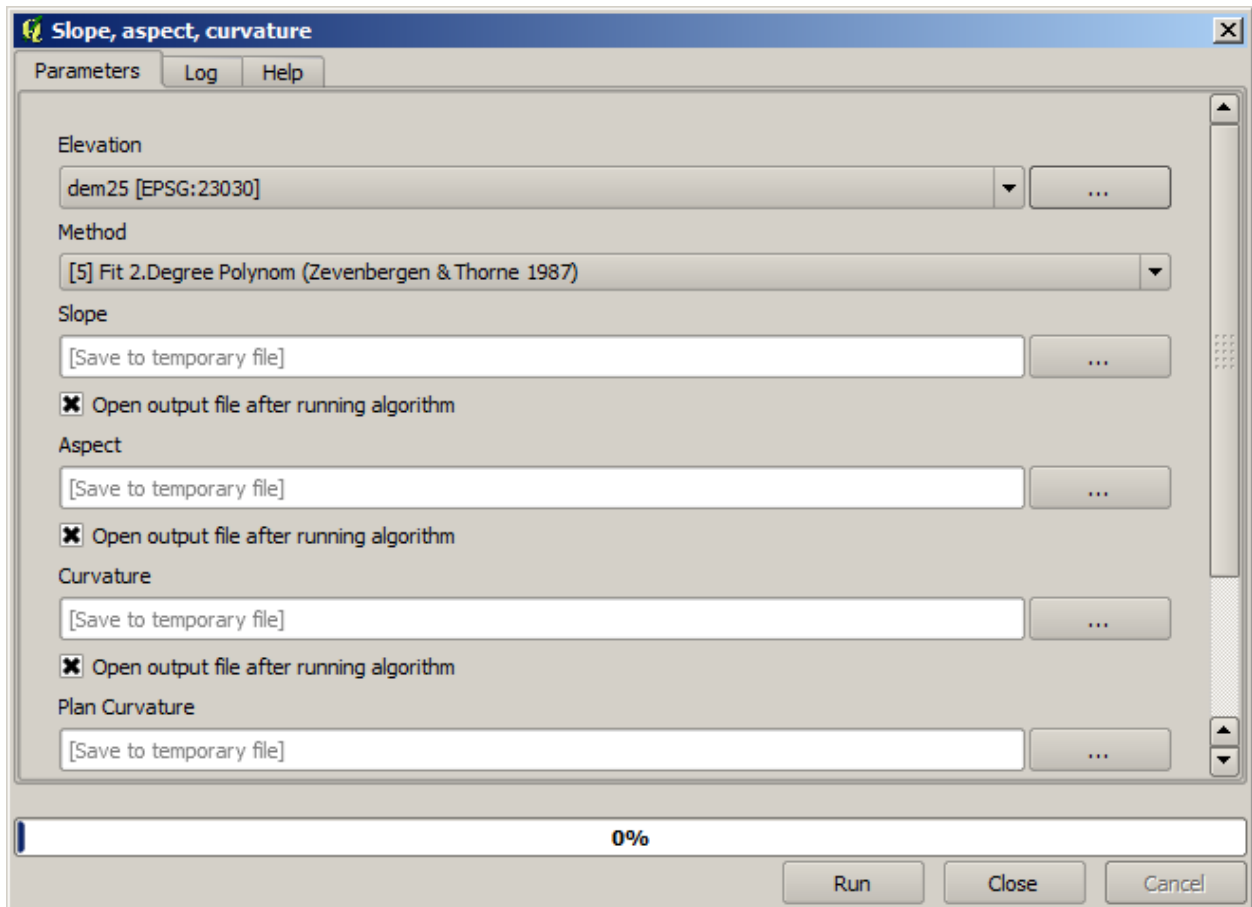 Slope, aspect, curvature
Parameters Log Help
Elevation
dem25 [EPSG:23030] ...
Method
[5] Fit 2.Degree Polynom (Zevenbergen & Thorne 1987)
Slope
[Save to temporary file] ...
Open output file after running algorithm
Aspect
[Save to temporary file] ...
Open output file after running algorithm
Curvature
[Save to temporary file] ...
Open output file after running algorithm
Plan Curvature
[Save to temporary file] ...
0%
Run Close Cancel